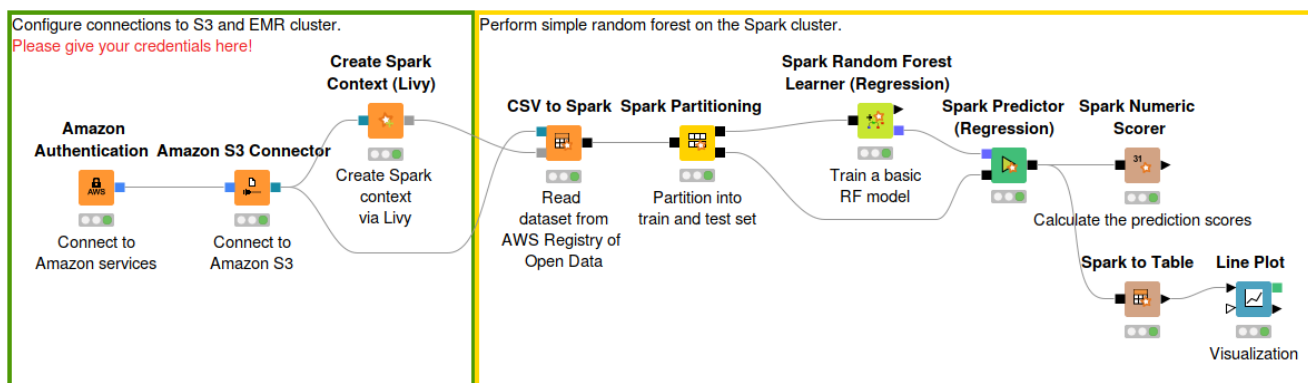 Configure connections to S3 and EMR cluster.
Please give your credentials here!
Perform simple random forest on the Spark cluster.
Create Spark
Context (Livy)
Create Spark
context
via Livy
Amazon
Authentication
AWS
Connect to
Amazon services
Amazon S3 Connector
Connect to
Amazon S3
CSV to Spark
Read
dataset from
AWS Registry of
Open Data
Spark Partitioning
Partition into
train and test set
Spark Random Forest
Learner (Regression)
Train a basic
RF model
Spark Predictor
(Regression)
Spark Numeric
Scorer
31
Calculate the prediction scores
Spark to Table
Line Plot
Visualization